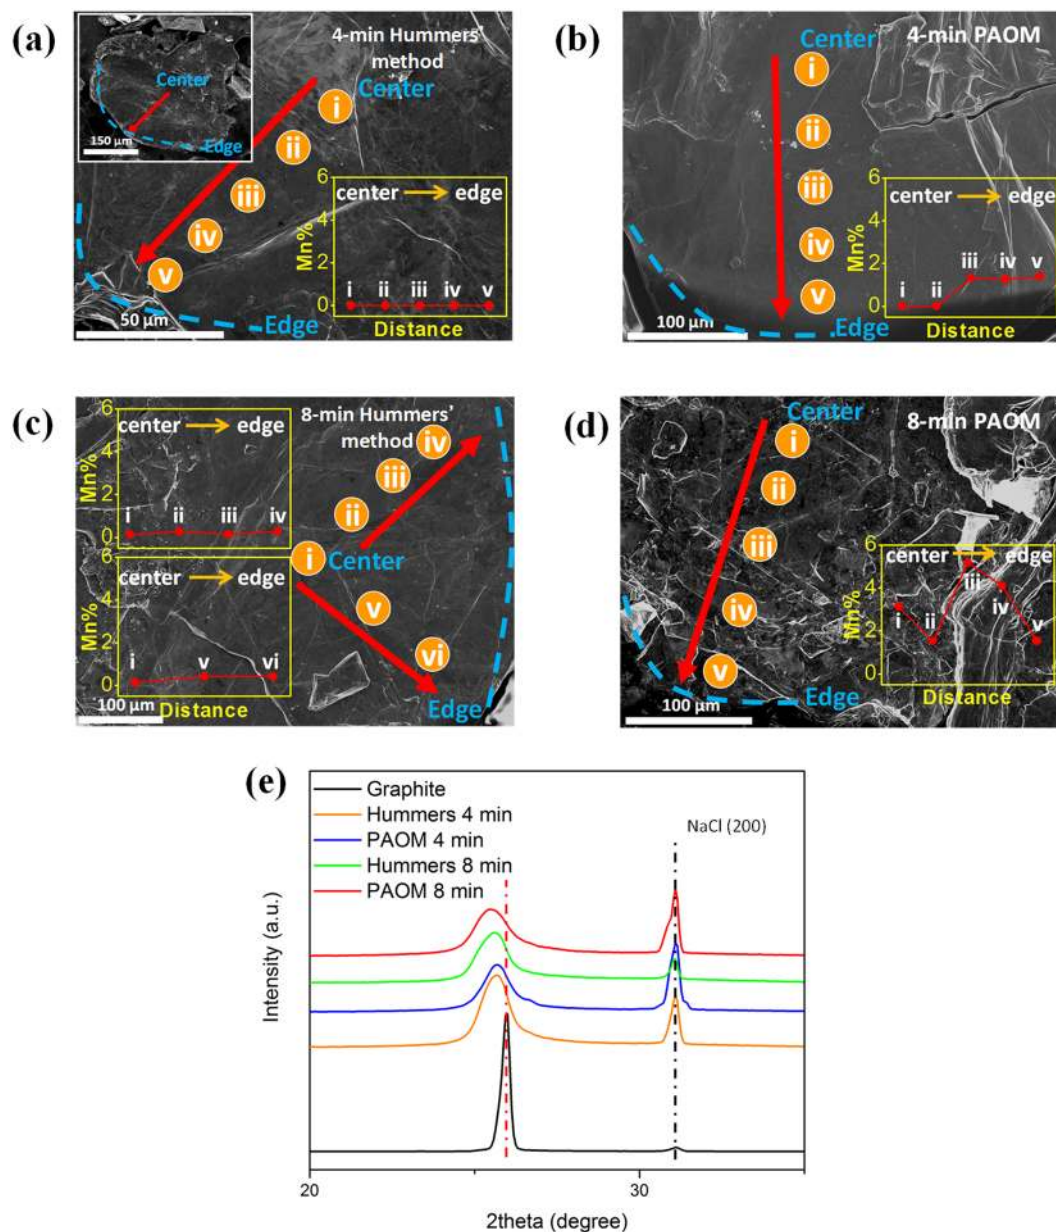 (a)
4-min Hummers'
method
Center
Center
Edge
150 µm
i
ii
iii
iv
v
6
4
2
0
Mn%
center
edge
i
ii
iii
iv
v
Distance
50 µm
Edge
(b)
4-min PAOM
Center
i
ii
iii
iv
v
6
4
2
0
Mn%
center
edge
i
ii
iii
iv
v
Distance
100 µm
Edge
(c)
8-min Hummers'
method
6
4
2
0
Mn%
center
edge
i
ii
iii
iv
6
4
2
0
Mn%
center
edge
i
v
vi
Distance
100 µm
iv
iii
ii
i
Center
v
vi
Edge
(d)
8-min PAOM
Center
i
ii
iii
iv
v
6
4
2
0
Mn%
center
edge
i
ii
iii
iv
v
Distance
100 µm
Edge
(e)
Graphite
Hummers 4 min
PAOM 4 min
Hummers 8 min
PAOM 8 min
NaCl (200)
Intensity (a.u.)
20
30
2theta (degree)